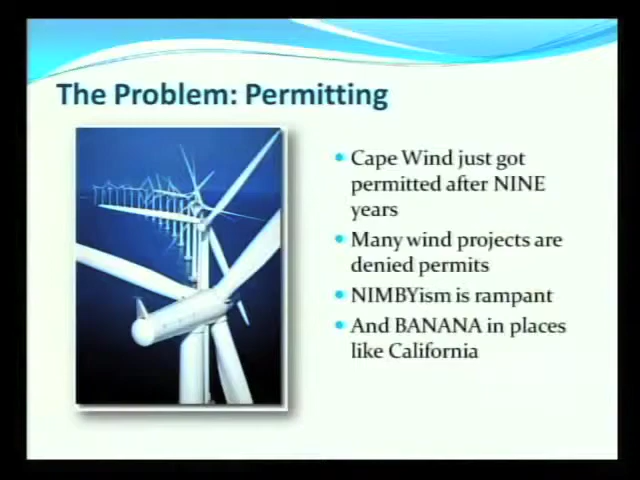 The Problem: Permitting
Cape Wind just got
permitted after NINE
years
Many wind projects are
denied permits
NIMBYism is rampant
And BANANA in places
like California